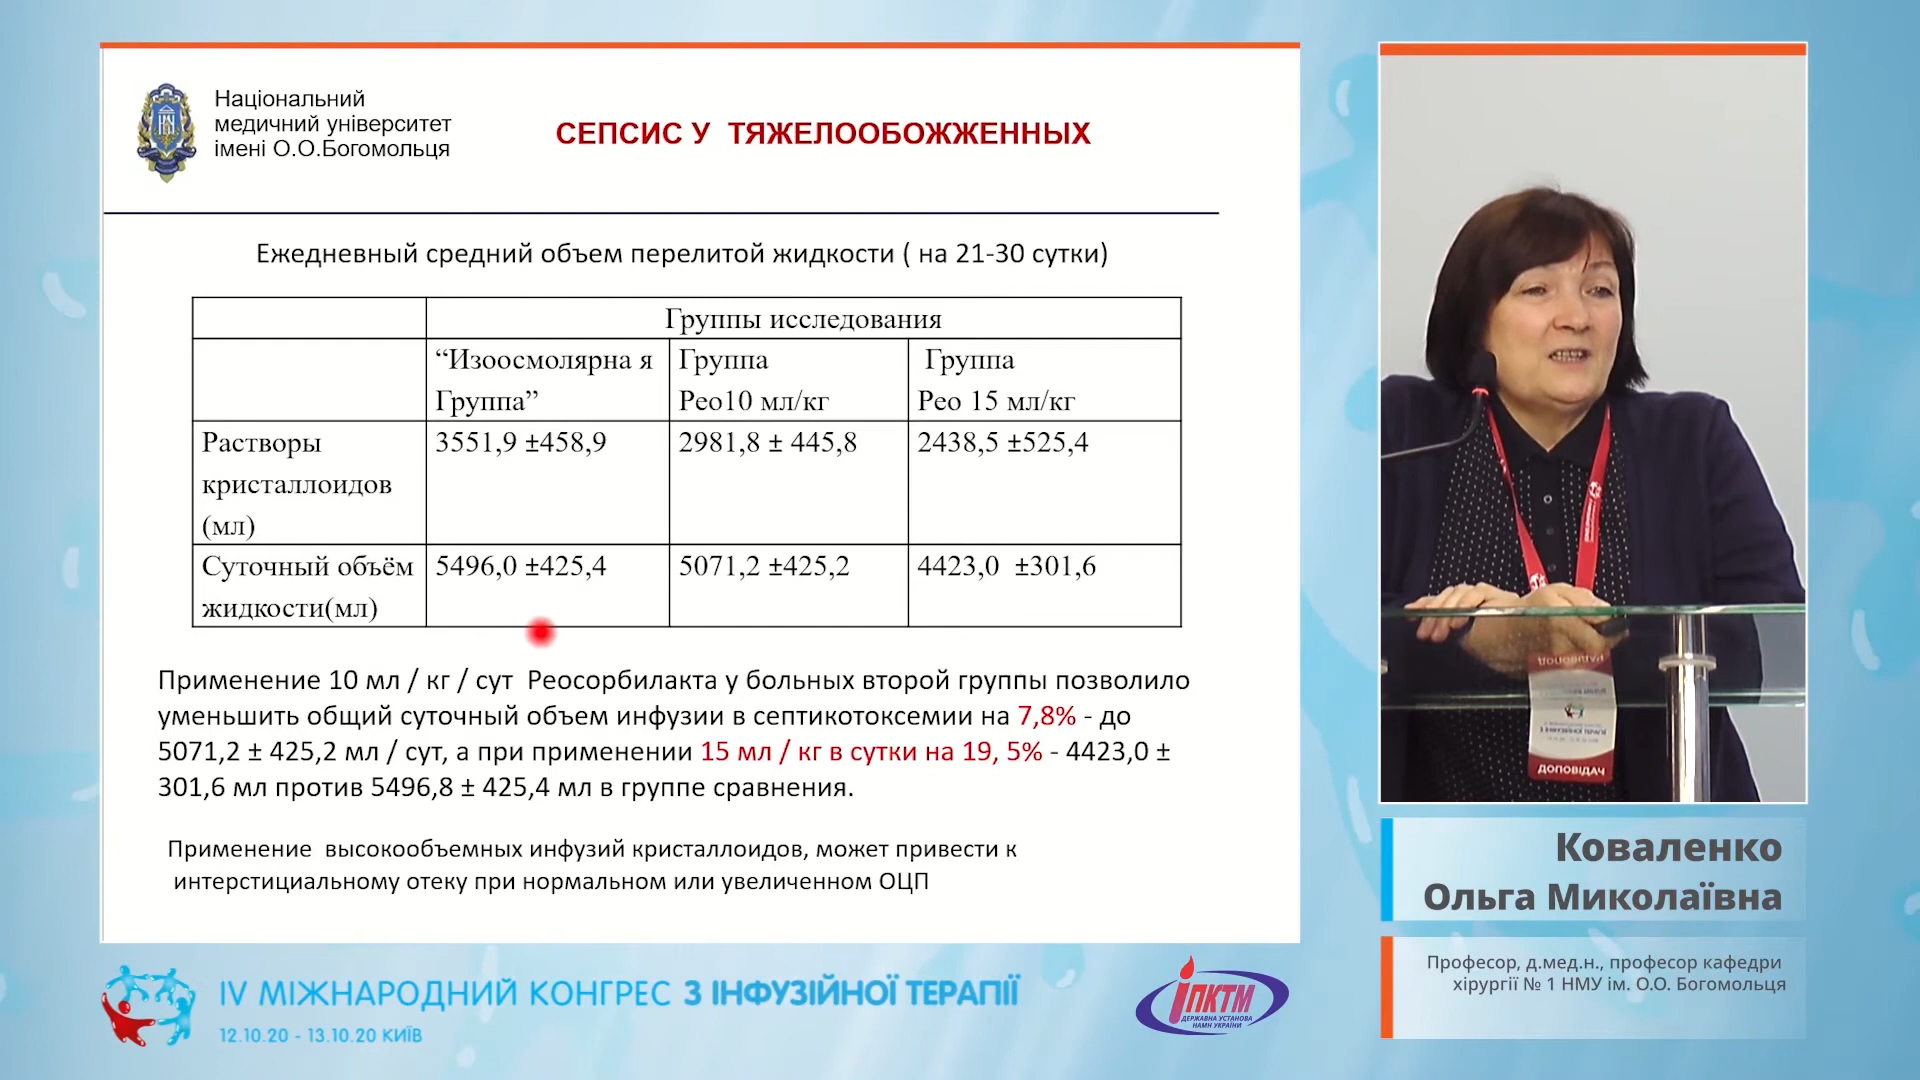 Національний
медичний університет
імені О.О.Богомольця
СЕПСИС У ТЯЖЕЛООБОЖЖЕННЫХ
Ежедневный средний объем перелитой жидкости ( на 21-30 сутки)
Группы исследования
“Изоосмолярна я
Группа”
Группа
Рео10 мл/кг
Группа
Рео 15 мл/кг
Растворы
кристаллоидов
(мл)
3551,9 ±458,9
2981,8 ± 445,8
2438,5 ±525,4
Суточный объём
жидкости(мл)
5496,0 ±425,4
5071,2 ±425,2
4423,0 ±301,6
Применение 10 мл / кг / сут Реосорбилакта у больных второй группы позволило
уменьшить общий суточный объем инфузии в септикотоксемии на 7,8% - до
5071,2 ± 425,2 мл / сут, а при применении 15 мл / кг в сутки на 19, 5% - 4423,0 ±
301,6 мл против 5496,8 ± 425,4 мл в группе сравнения.
Применение высокообъемных инфузий кристаллоидов, может привести к
интерстициальному отеку при нормальном или увеличенном ОЦП
ДОПОВІДАЧ
Коваленко
Ольга Миколаївна
Професор, д.мед.н., професор кафедри
хірургії № 1 НМУ ім. О.О. Богомольця
IV МІЖНАРОДНИЙ КОНГРЕС З ІНФУЗІЙНОЇ ТЕРАПІЇ
12.10.20 - 13.10.20 КИЇВ
ІПКТМ
ДЕРЖАВНА УСТАНОВА
НАМН УКРАЇНИ